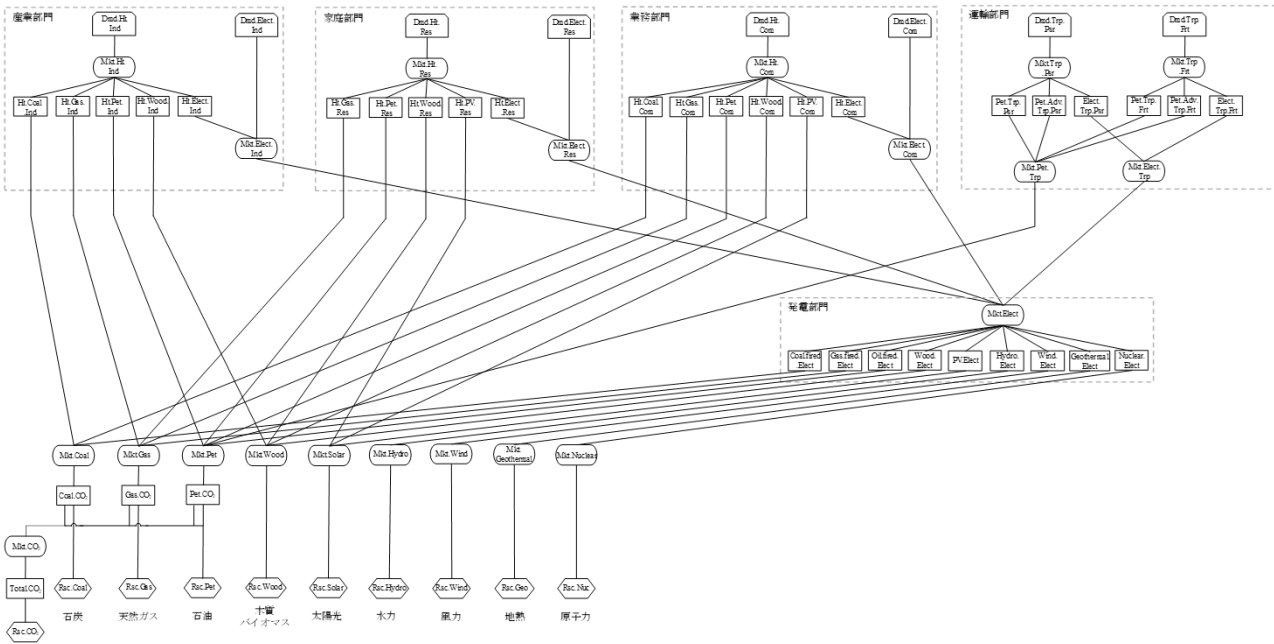 産業部門
Dmd.Ht.
Ind
Dmd.Elect.
Ind
Mkt.Ht.
Ind
Ht.Coal.
Ind
Ht.Gas.
Ind
Ht.Pet.
Ind
Ht.Wood.
Ind
Ht.Elect.
Ind
Mkt.Elect.
Ind
家庭部門
Dmd.Ht.
Res
Dmd.Elect.
Res
Mkt.Ht.
Res
Ht.Gas.
Res
Ht.Pet.
Res
Ht.Wood.
Res
Ht.PV.
Res
Ht.Elect
Res
Mkt.Elect
Res
業務部門
Dmd.Ht.
Com
Dmd.Elect.
Com
Mkt.Ht.
Com
Ht.Coal.
Com
Ht.Gas.
Com
Ht.Pet.
Com
Ht.Wood.
Com
Ht.PV.
Com
Ht.Elect.
Com
Mkt.Elect
Com
運輸部門
Dmd.Trp.
Psr
Dmd.Trp.
Frt
Mkt.Trp
.Psr
Mkt.Trp
.Frt
Pet.Trp.
Psr
Pet.Adv.
Trp.Psr
Elect.
Trp.Psr
Pet.Trp.
Frt
Pet.Adv.
Trp.Frt
Elect.
Trp.Frt
Mkt.Pet.
Trp
Mkt.Elect.
Trp
発電部門
Mkt.Elect
Coal.fired.
Elect
Gas.fired.
Elect
Oil.fired.
Elect
Wood.
Elect
PV.Elect
Hydro.
Elect
Wind.
Elect
Geothermal
.Elect
Nuclear.
Elect
Mkt.Coal
Mkt.Gas
Mkt.Pet
Mkt.Wood
Mkt.Solar
Mkt.Hydro
Mkt.Wind
Mkt.
Geothermal
Mkt.Nuclear
Coal.CO₂
Gas.CO₂
Pet.CO₂
Mkt.CO₂
Total.CO₂
Rsc.CO₂
Rsc.Coal
Rsc.Gas
Rsc.Pet
Rsc.Wood
Rsc.Solar
Rsc.Hydro
Rsc.Wind
Rsc.Geo
Rsc.Nuc
石炭
天然ガス
石油
木質
バイオマス
太陽光
水力
風力
地熱
原子力